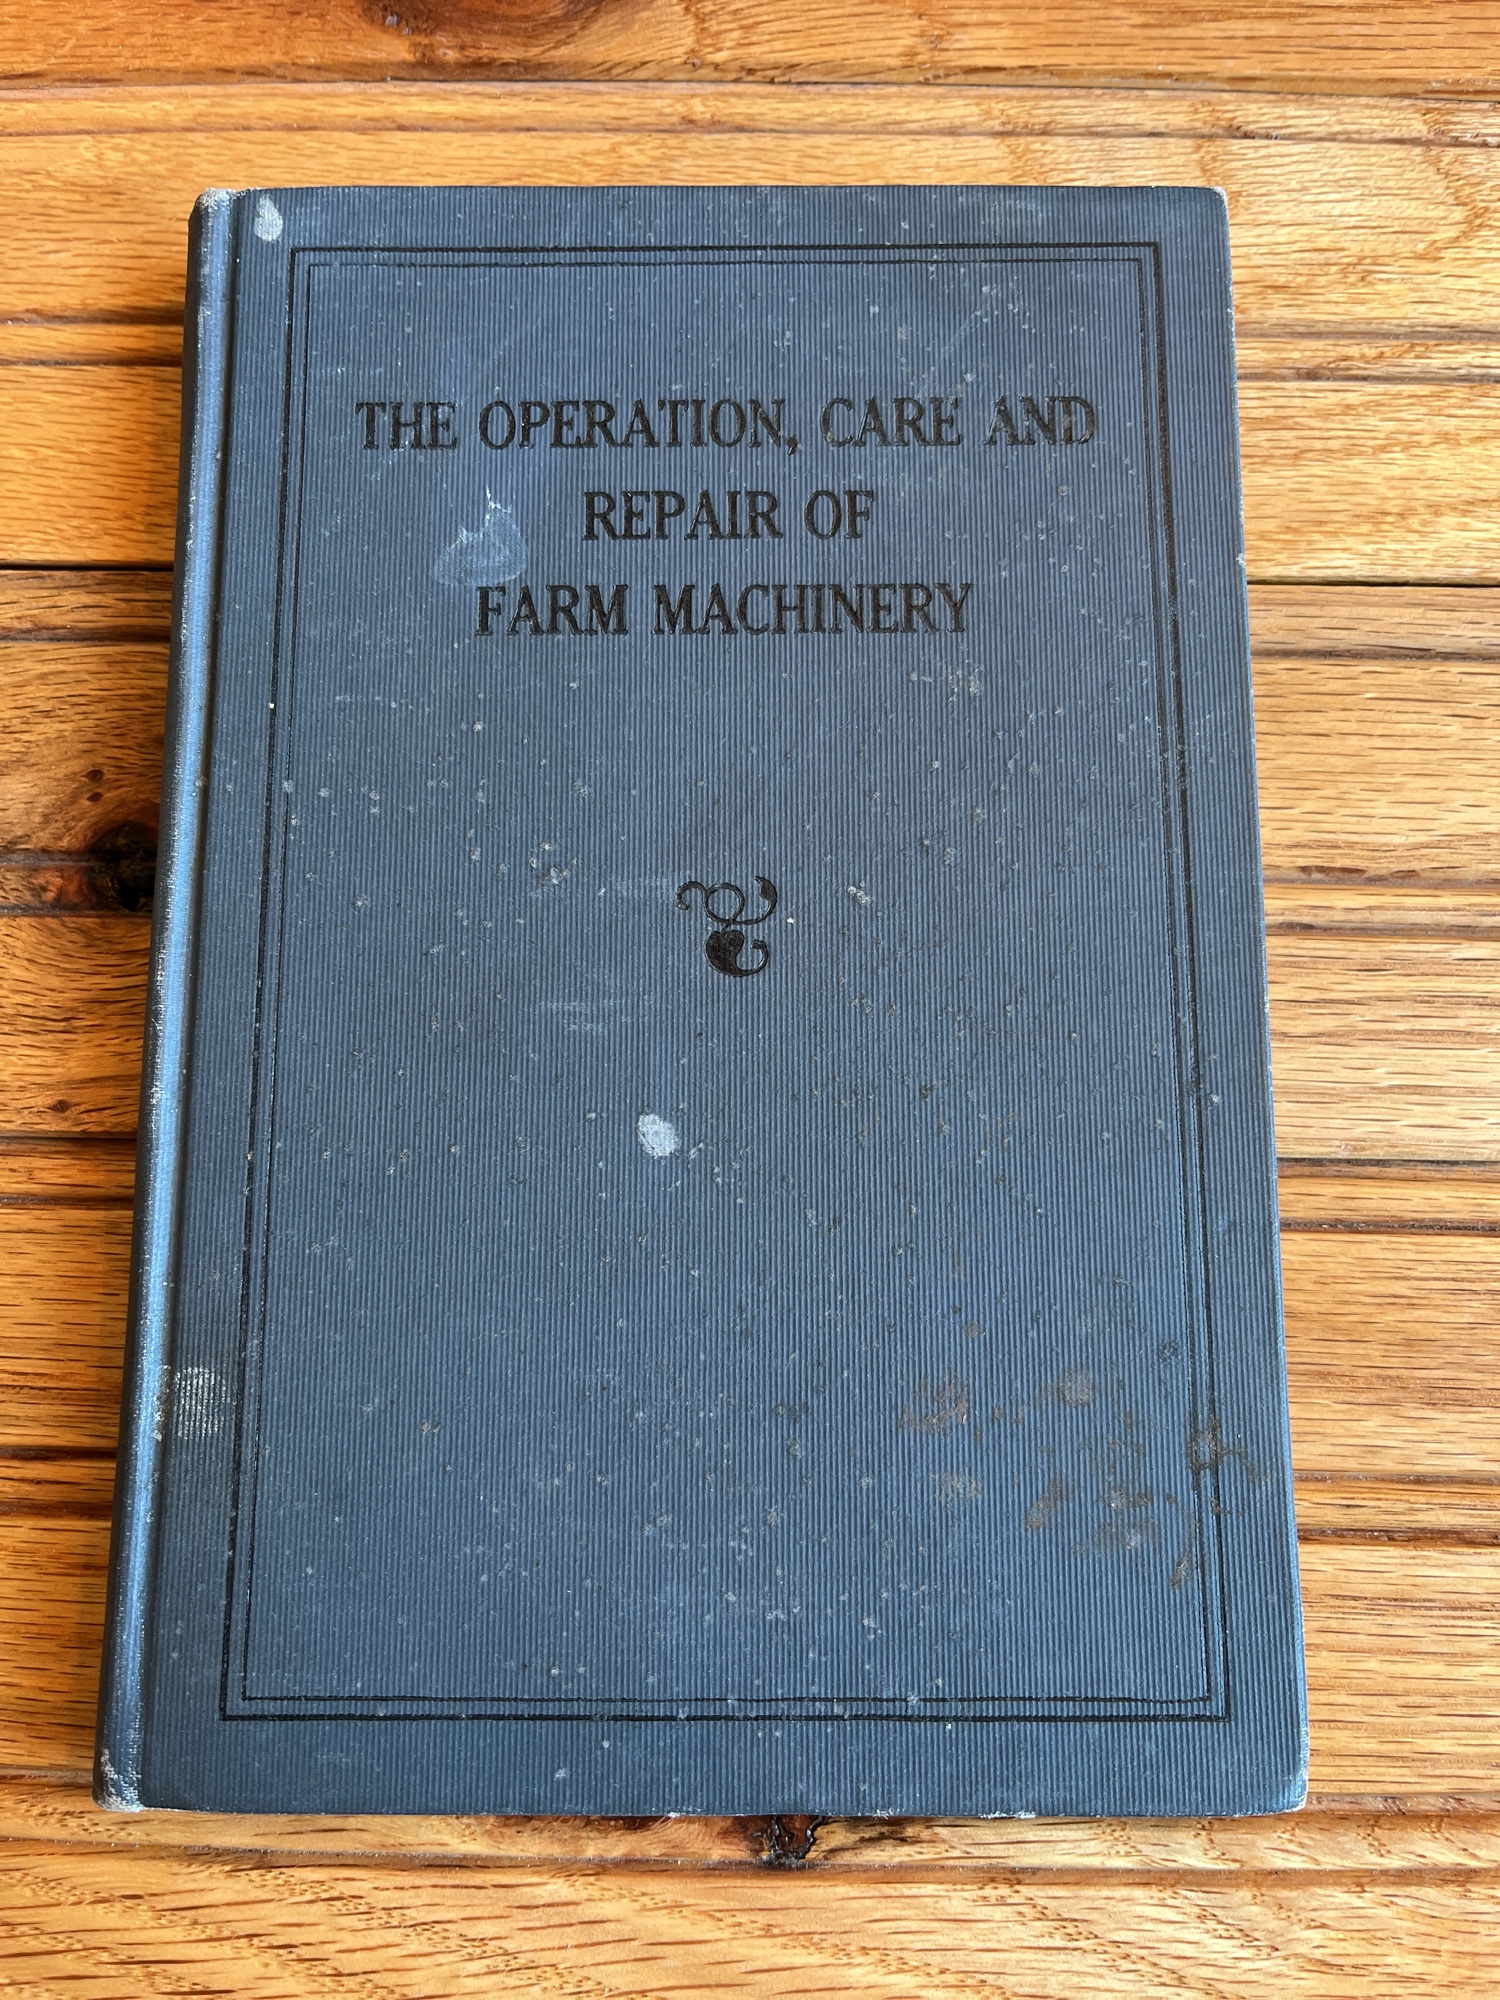 THE OPERATION, CARE AND
REPAIR OF
FARM MACHINERY